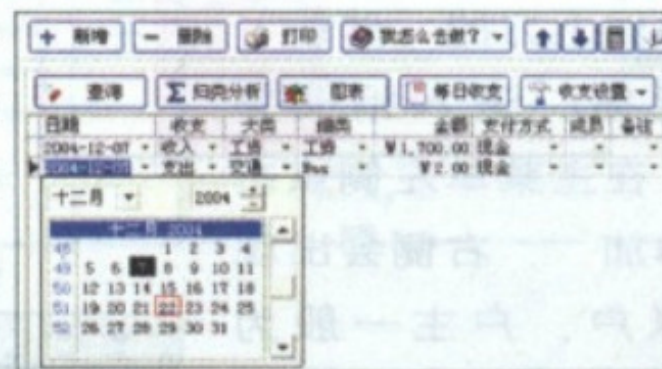 + 新增 - 删除 打印 我怎么去做？
查询 Σ 归类分析 图表 每日收支 收支设置
日期 收支 大类 细类 金额 支付方式 成员 备注
2004-12-07 收入 工资 工资 ￥1,700.00 现金
2004-12-07 支出 交通 Bus ￥2.00 现金
十二月 2004
十二月 2004
48 1 2 3 4
49 5 6 7 8 9 10 11
50 12 13 14 15 16 17 18
51 19 20 21 22 23 24 25
52 26 27 28 29 30 31